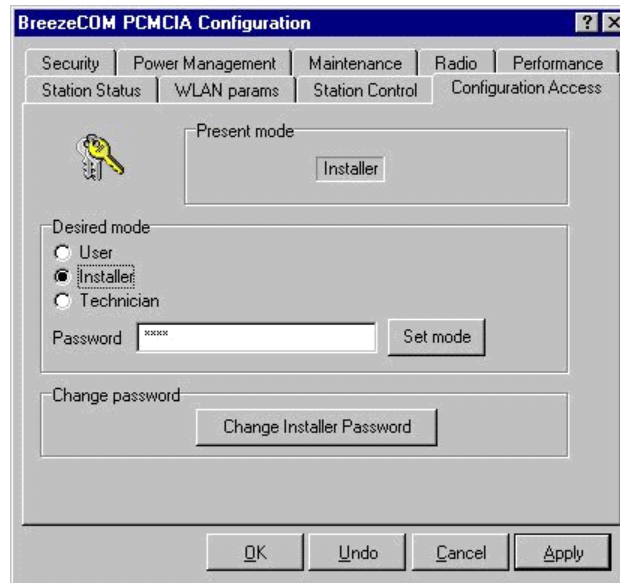 BreezeCOM PCMCIA Configuration
Security Power Management Maintenance Radio Performance
Station Status WLAN params Station Control Configuration Access
Present mode
Installer
Desired mode
User
Installer
Technician
Password **** Set mode
Change password
Change Installer Password
OK Undo Cancel Apply